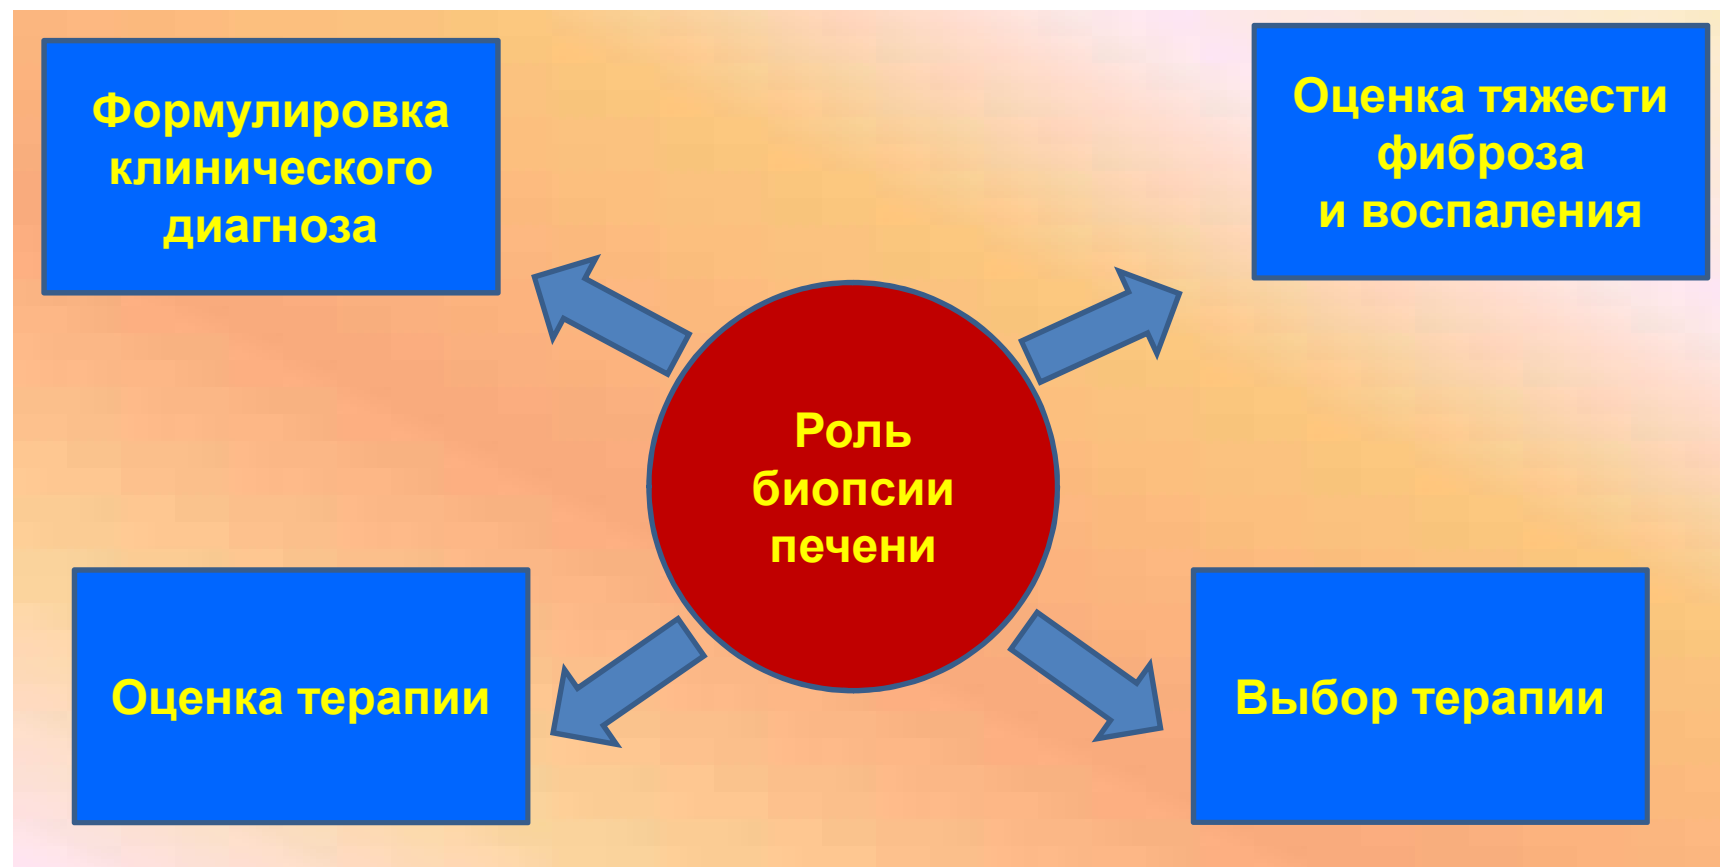 Формулировка
клинического
диагноза
Оценка тяжести
фиброза
и воспаления
Роль
биопсии
печени
Оценка терапии
Выбор терапии